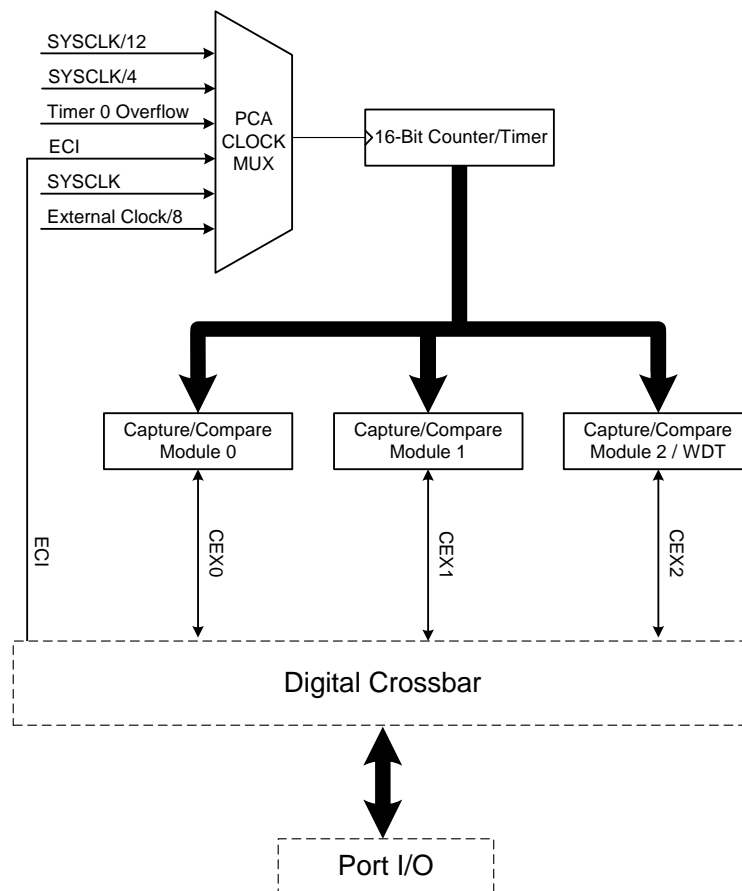 SYSCLK/12
SYSCLK/4
Timer 0 Overflow
ECI
SYSCLK
External Clock/8
PCA
CLOCK
MUX
16-Bit Counter/Timer
Capture/Compare
Module 0
Capture/Compare
Module 1
Capture/Compare
Module 2 / WDT
ECI
CEX0
CEX1
CEX2
Digital Crossbar
Port I/O